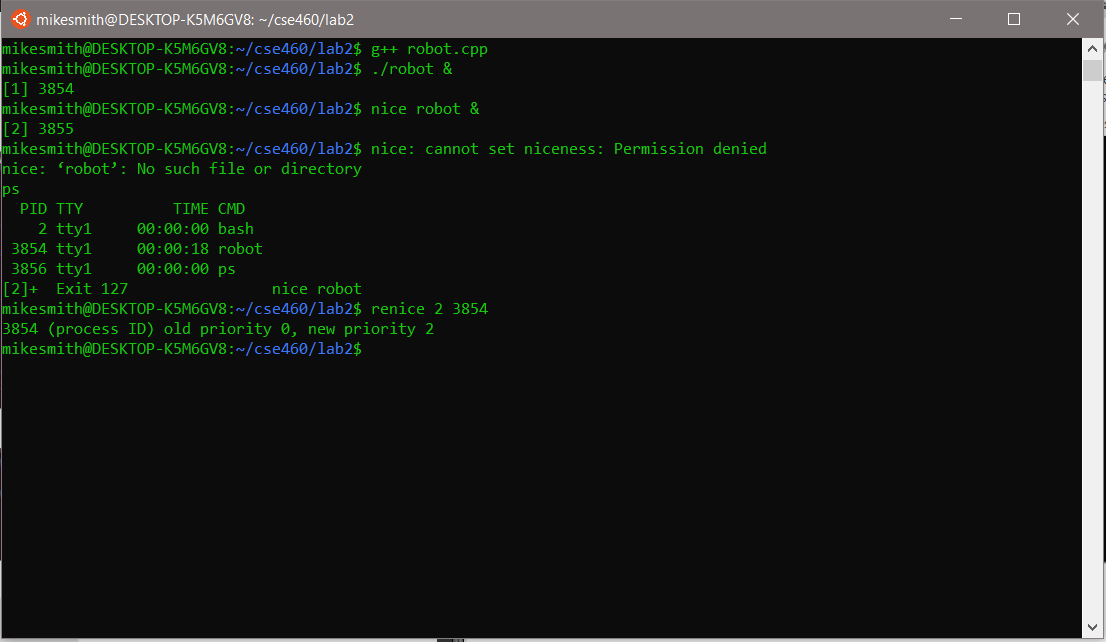 mikesmith@DESKTOP-K5M6GV8: ~/cse460/lab2
mikesmith@DESKTOP-K5M6GV8:~/cse460/lab2$ g++ robot.cpp
mikesmith@DESKTOP-K5M6GV8:~/cse460/lab2$ ./robot &
[1] 3854
mikesmith@DESKTOP-K5M6GV8:~/cse460/lab2$ nice robot &
[2] 3855
mikesmith@DESKTOP-K5M6GV8:~/cse460/lab2$ nice: cannot set niceness: Permission denied
nice: ‘robot’: No such file or directory
ps
  PID TTY          TIME CMD
    2 tty1     00:00:00 bash
 3854 tty1     00:00:18 robot
 3856 tty1     00:00:00 ps
[2]+  Exit 127                nice robot
mikesmith@DESKTOP-K5M6GV8:~/cse460/lab2$ renice 2 3854
3854 (process ID) old priority 0, new priority 2
mikesmith@DESKTOP-K5M6GV8:~/cse460/lab2$